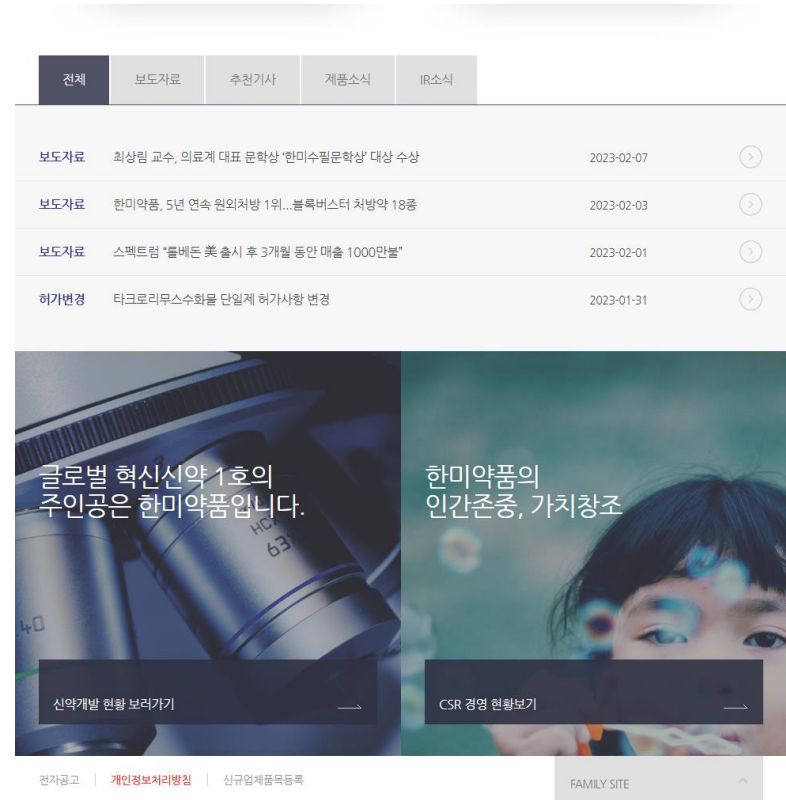 전체
보도자료
추천기사
제품소식
IR소식
보도자료 최상림 교수, 의료계 대표 문학상 ‘한미수필문학상’ 대상 수상 2023-02-07
보도자료 한미약품, 5년 연속 원외처방 1위...블록버스터 처방약 18종 2023-02-03
보도자료 스펙트럼 “롤베돈 美 출시 후 3개월 동안 매출 1000만불” 2023-02-01
허가변경 타크로리무스수화물 단일제 허가사항 변경 2023-01-31
글로벌 혁신신약 1호의
주인공은 한미약품입니다.
HCX
63x
40
신약개발 현황 보러가기
한미약품의
인간존중, 가치창조
CSR 경영 현황보기
전자공고
개인정보처리방침
신규업체품목등록
FAMILY SITE